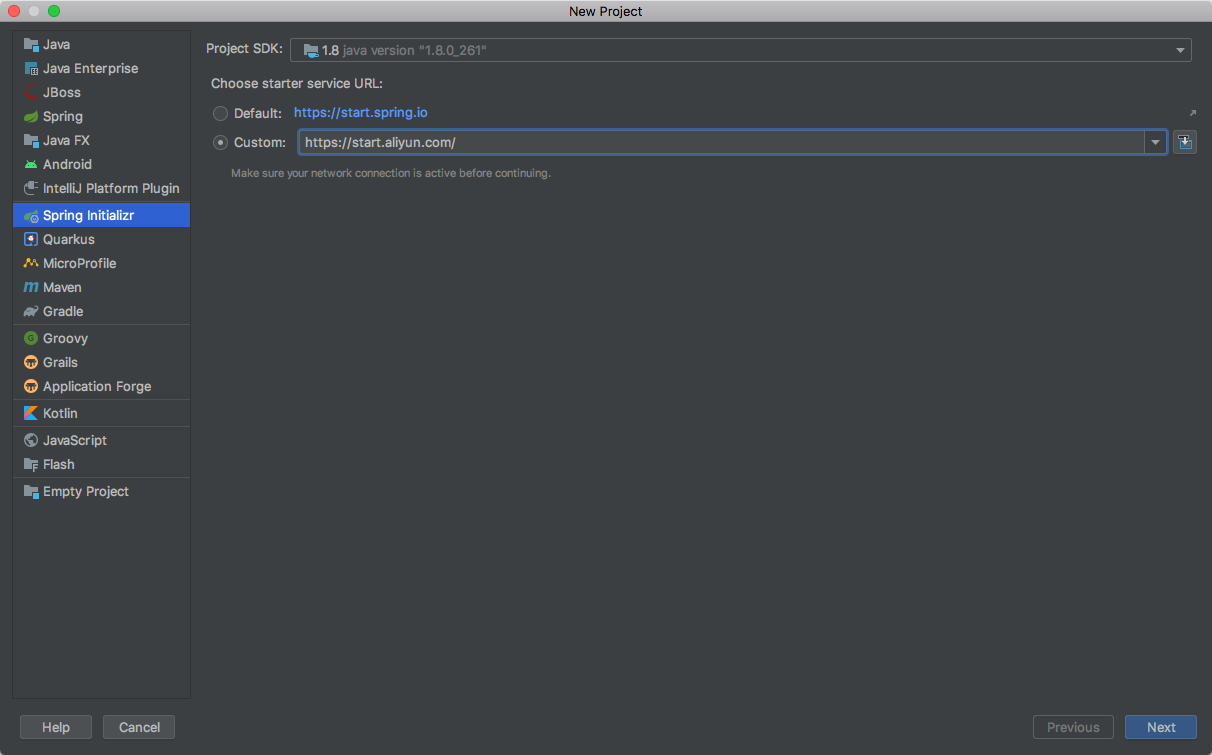 New Project
Java
Java Enterprise
JBoss
Spring
Java FX
Android
IntelliJ Platform Plugin
Spring Initializr
Quarkus
MicroProfile
Maven
Gradle
Groovy
Grails
Application Forge
Kotlin
JavaScript
Flash
Empty Project
Project SDK: 1.8 java version "1.8.0_261"
Choose starter service URL:
Default: https://start.spring.io
Custom: https://start.aliyun.com/
Make sure your network connection is active before continuing.
Help Cancel Previous Next